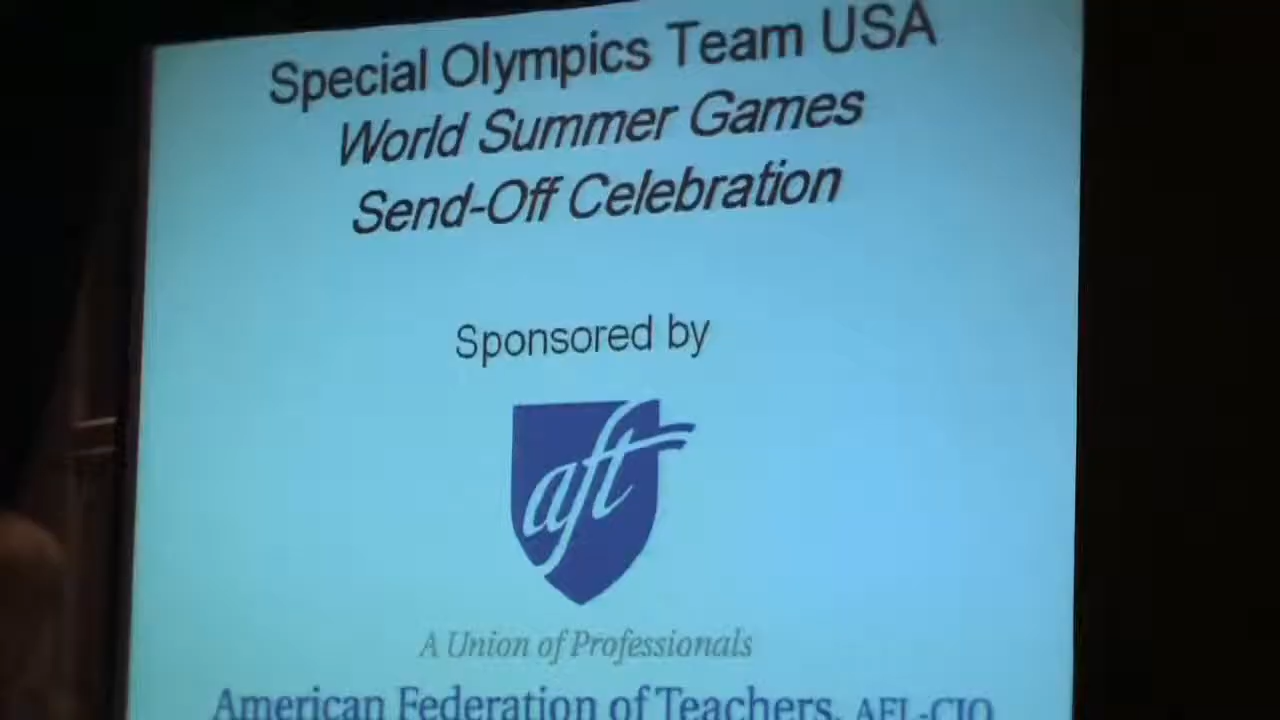 Special Olympics Team USA
World Summer Games
Send-Off Celebration
Sponsored by
aft
A Union of Professionals
American Federation of Teachers, AFL-CIO